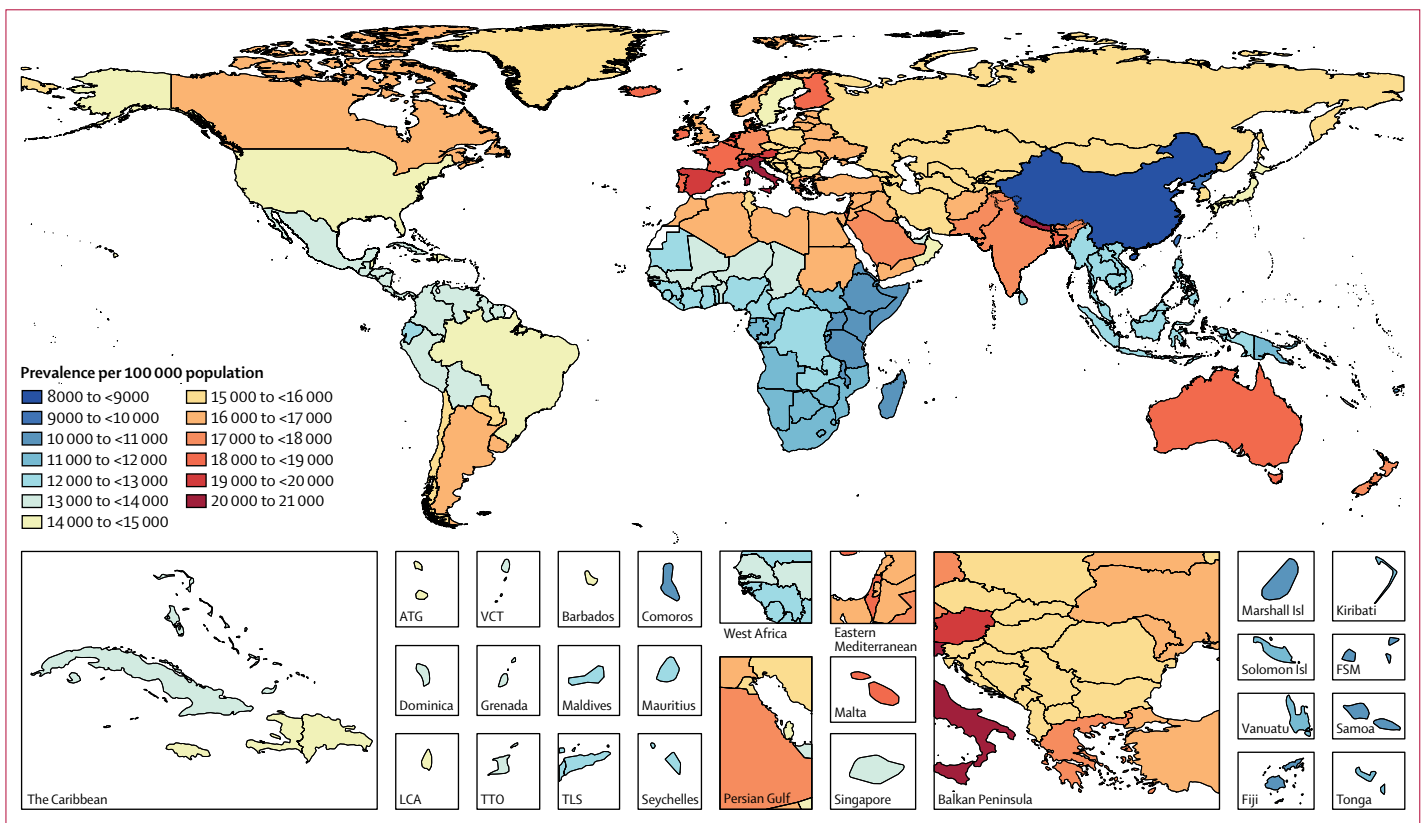 Prevalence per 100 000 population
8000 to <9000
9000 to <10 000
10 000 to <11 000
11 000 to <12 000
12 000 to <13 000
13 000 to <14 000
14 000 to <15 000
15 000 to <16 000
16 000 to <17 000
17 000 to <18 000
18 000 to <19 000
19 000 to <20 000
20 000 to 21 000
The Caribbean
ATG
VCT
Barbados
Comoros
Dominica
Grenada
Maldives
Mauritius
LCA
TTO
TLS
Seychelles
West Africa
Eastern
Mediterranean
Persian Gulf
Malta
Singapore
Balkan Peninsula
Marshall Isl
Kiribati
Solomon Isl
FSM
Vanuatu
Samoa
Fiji
Tonga